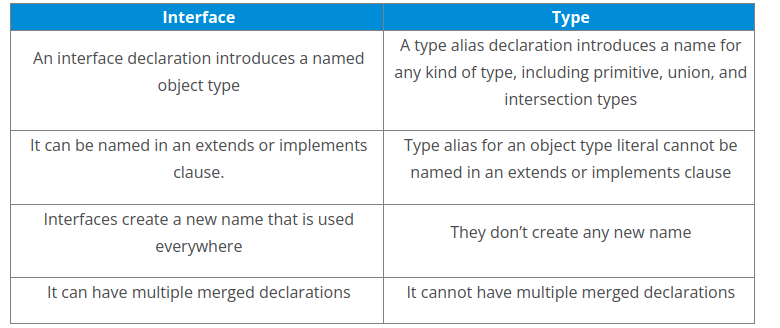 Interface
Type
An interface declaration introduces a named
object type
A type alias declaration introduces a name for
any kind of type, including primitive, union, and
intersection types
It can be named in an extends or implements
clause.
Type alias for an object type literal cannot be
named in an extends or implements clause
Interfaces create a new name that is used
everywhere
They don’t create any new name
It can have multiple merged declarations
It cannot have multiple merged declarations